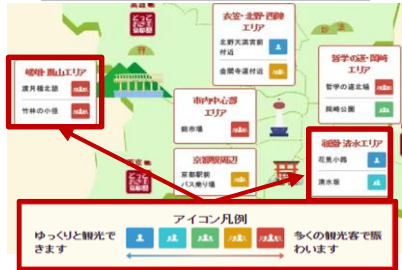 衣笠・北野・西陣
エリア
北野天満宮前
付近
金閣寺道付近
嵯峨・嵐山エリア
渡月橋北詰
竹林の小径
哲学の道・岡崎
エリア
哲学の道北端
岡崎公園
市内中心部
エリア
錦市場
京都駅周辺
京都駅前
バス乗り場
祇園・清水エリア
花見小路
清水坂
アイコン凡例
ゆっくりと観光で
きます
多くの観光客で賑
わいます